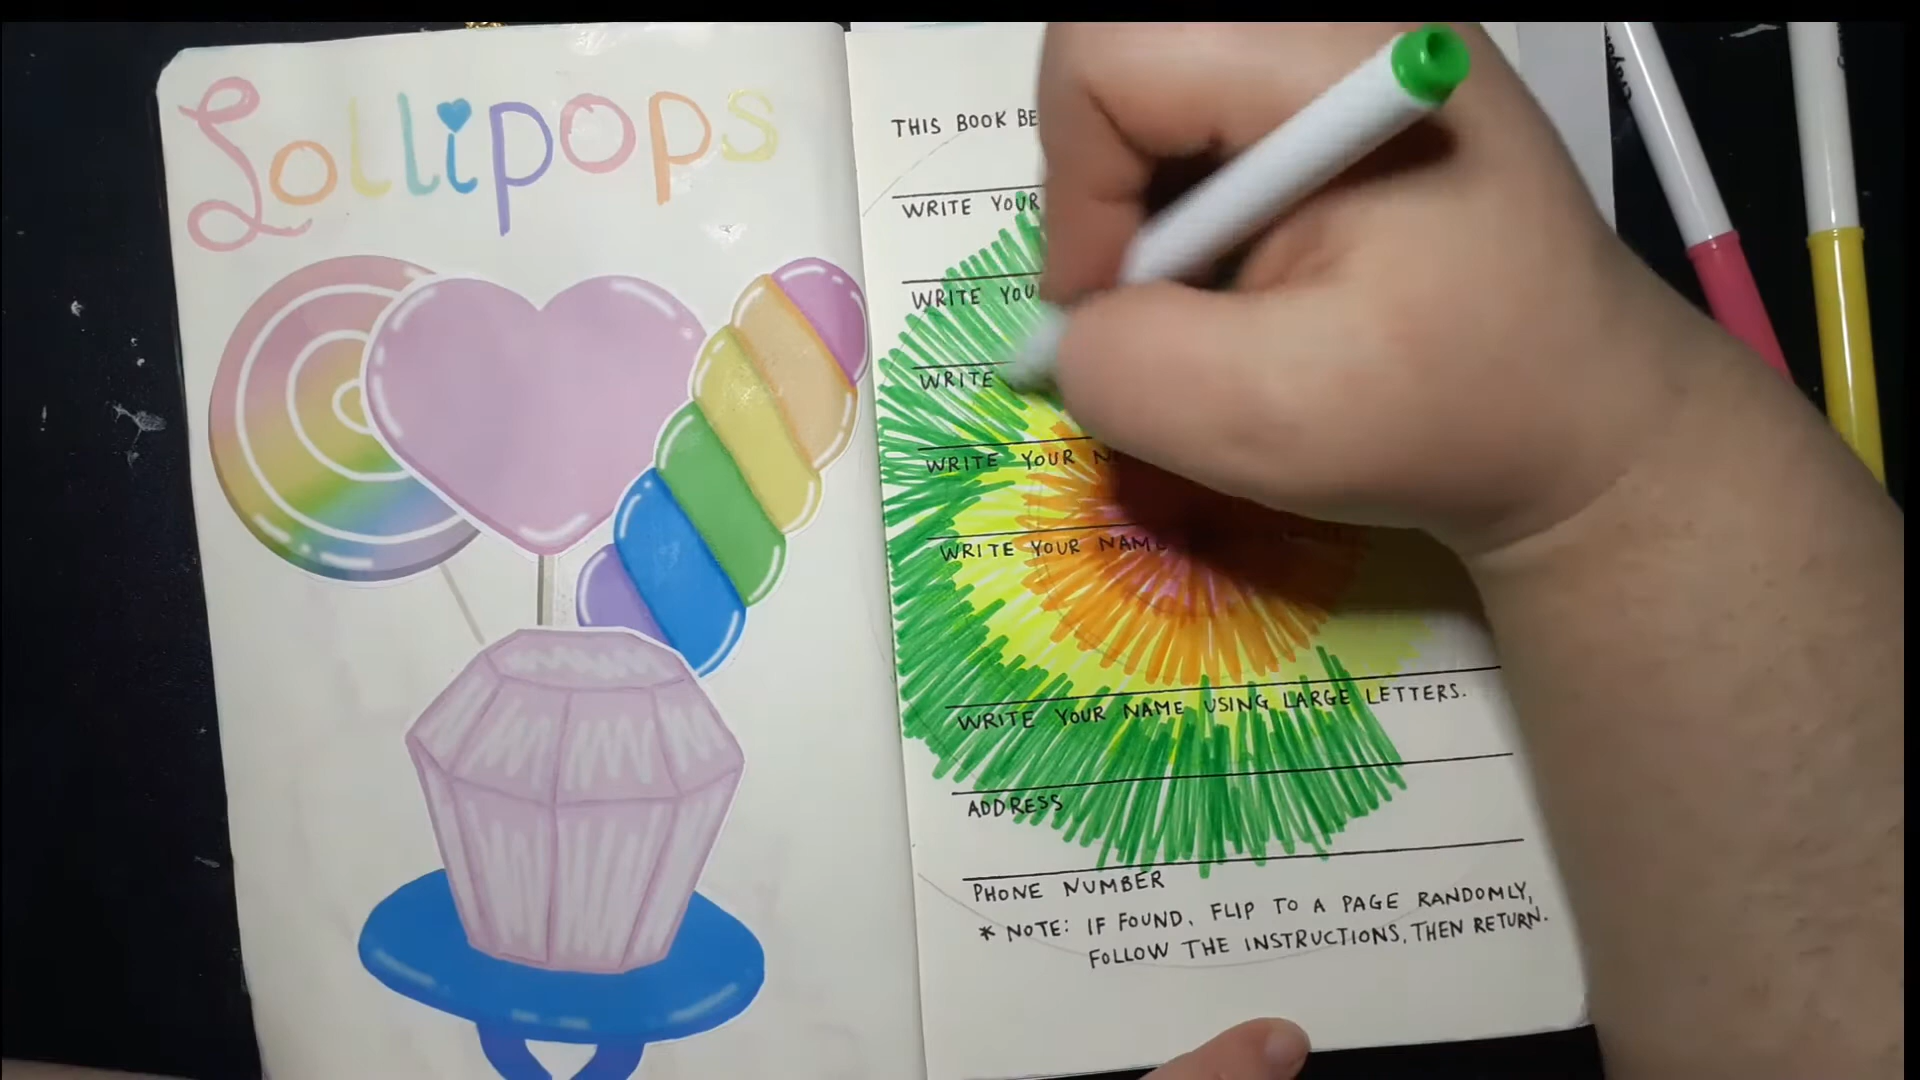 Lollipops
THIS BOOK BE
WRITE YOUR
WRITE YOU
WRITE
WRITE YOUR
WRITE YOUR NAME
WRITE YOUR NAME USING LARGE LETTERS.
ADDRESS
PHONE NUMBER
* NOTE: IF FOUND, FLIP TO A PAGE RANDOMLY,
FOLLOW THE INSTRUCTIONS, THEN RETURN.